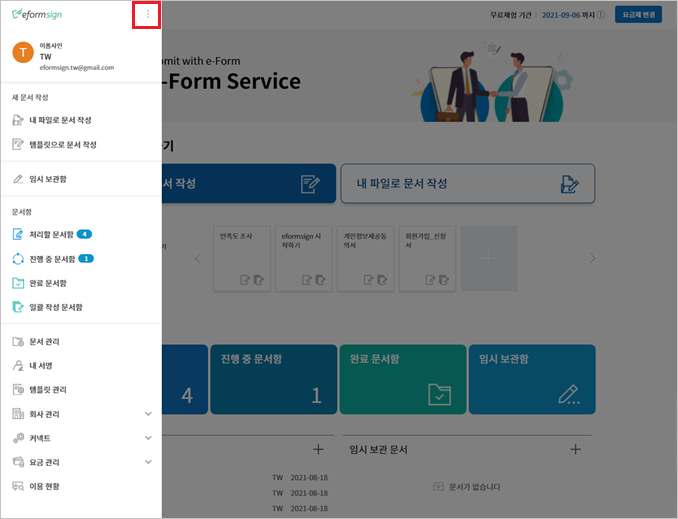 eformsign
무료체험 기간 : 2021-09-06 까지
요금제 변경
T
이폼사인
TW
eformsign.tw@gmail.com
omit with e-Form
-Form Service
새 문서 작성
내 파일로 문서 작성
템플릿으로 문서 작성
임시 보관함
문서함
처리할 문서함 4
진행 중 문서함 1
완료 문서함
일괄 작성 문서함
문서 관리
내 서명
템플릿 관리
회사 관리
커넥트
요금 관리
이용 현황
기
서 작성
내 파일로 문서 작성
기
만족도 조사
eformsign 시
작하기
개인정보제공동
의서
회원가입_신청
서
4
진행 중 문서함
1
완료 문서함
임시 보관함
임시 보관 문서
TW 2021-08-18
TW 2021-08-18
TW 2021-08-18
문서가 없습니다